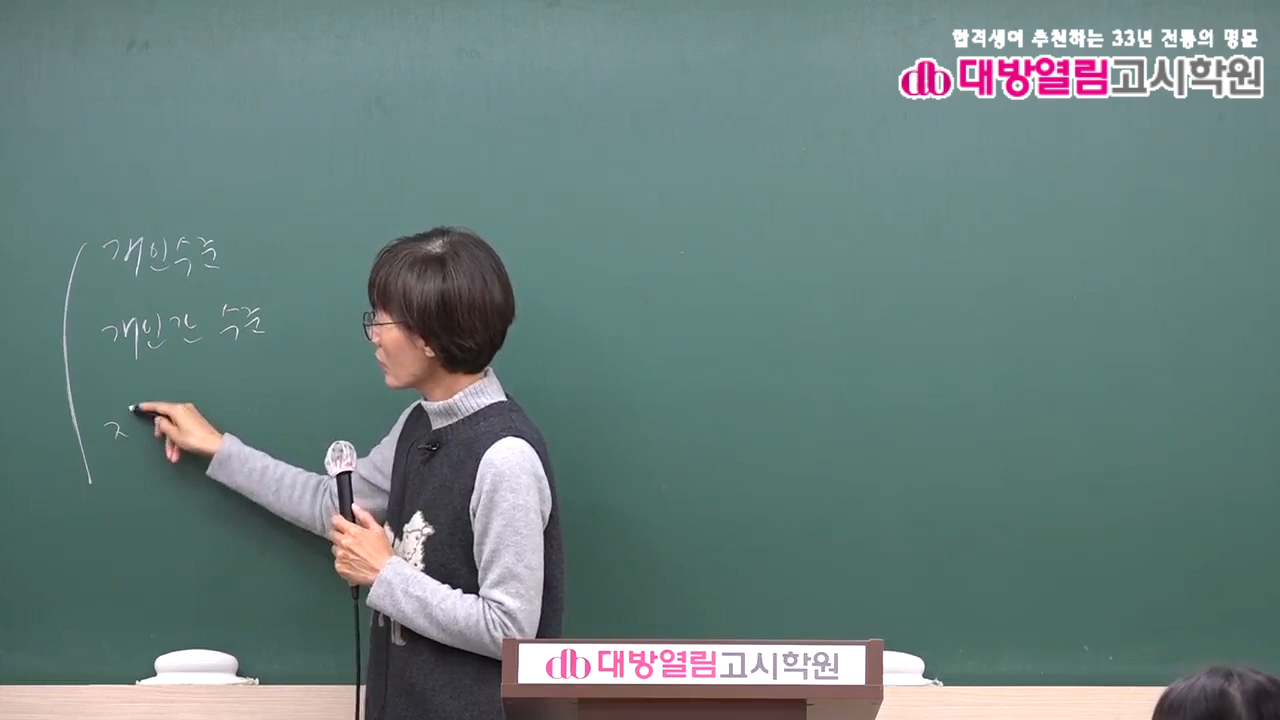 합격생이 추천하는 33년 전통의 명문
db 대방열림고시학원
개인수준
개인간 수준
ㅈ
db 대방열림고시학원